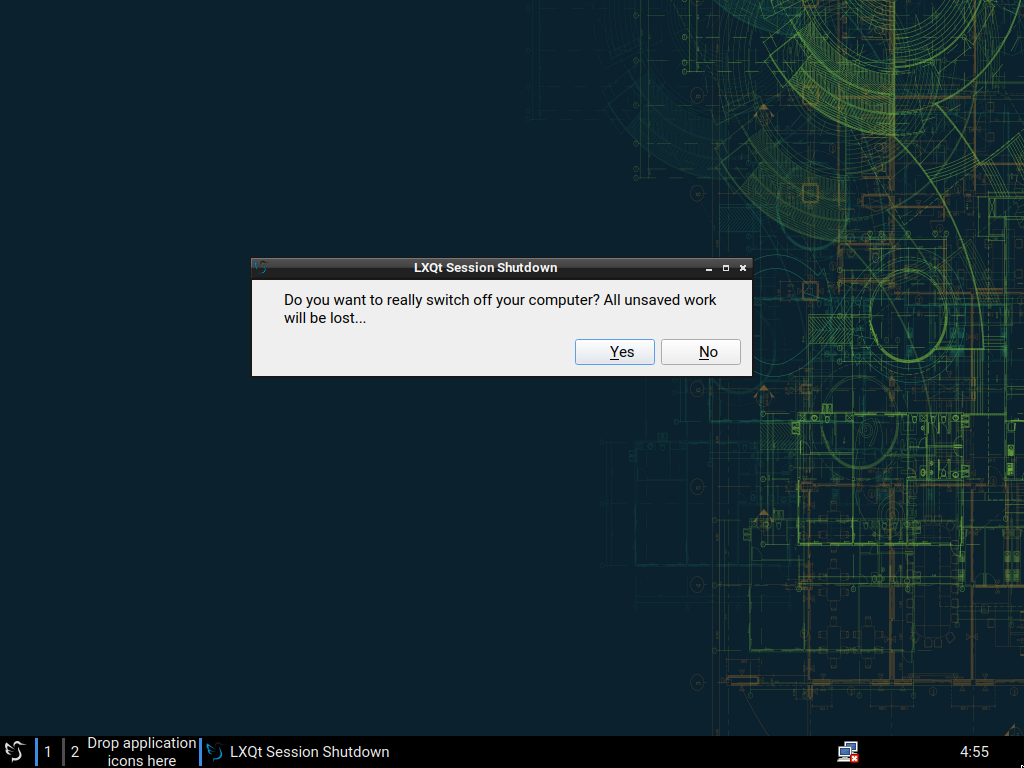 LXQt Session Shutdown
Do you want to really switch off your computer? All unsaved work
will be lost...
Yes
No
1
2
Drop application
icons here
LXQt Session Shutdown
4:55